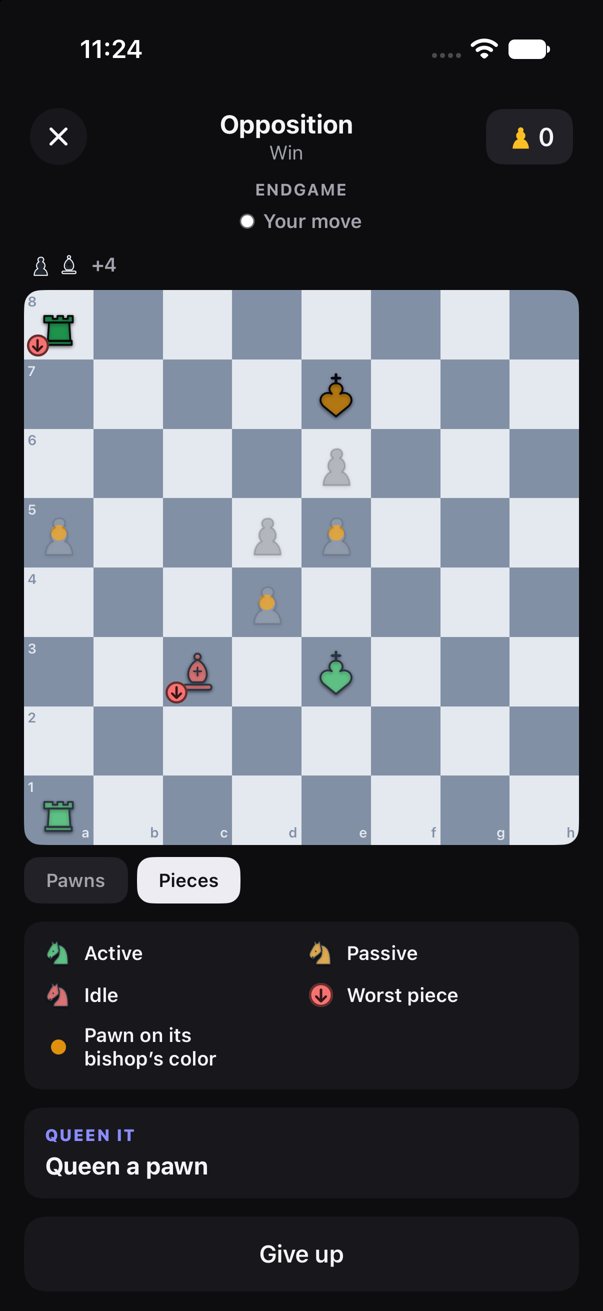 11:24
Opposition
Win
0
ENDGAME
Your move
+4
8
7
6
5
4
3
2
1
a
b
c
d
e
f
g
h
Pawns
Pieces
Active
Passive
Idle
Worst piece
Pawn on its
bishop's color
QUEEN IT
Queen a pawn
Give up